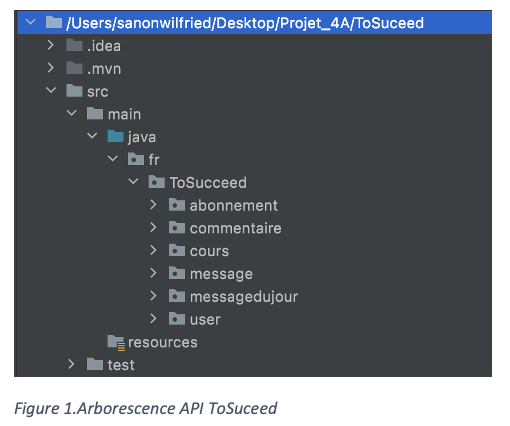 /Users/sanonwilfried/Desktop/Projet_4A/ToSuceed
.idea
.mvn
src
main
java
fr
ToSucceed
abonnement
commentaire
cours
message
messagedujour
user
resources
test
Figure 1.Arborescence API ToSuceed